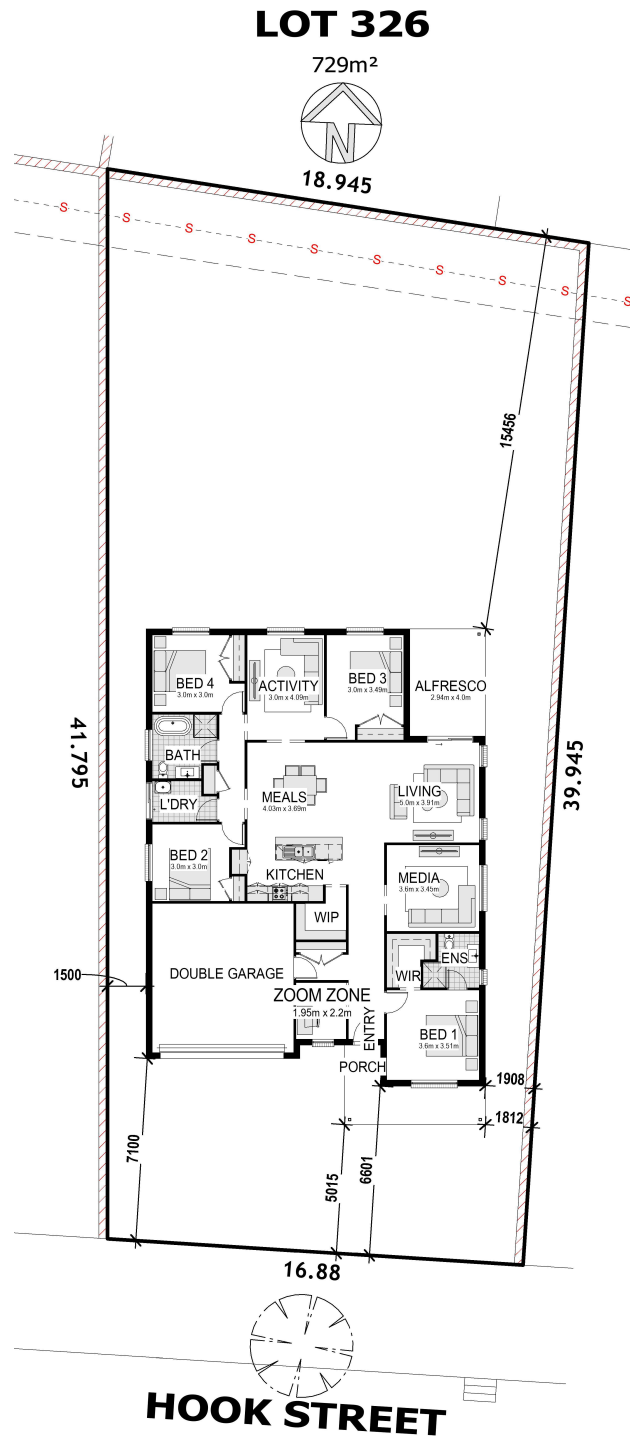 LOT 326
729m²
N
18.945
S S S S S S S S S S
15456
41.795
39.945
BED 4
3.0m x 3.0m
ACTIVITY
3.0m x 4.09m
BED 3
3.0m x 3.49m
ALFRESCO
2.94m x 4.0m
BATH
L'DRY
MEALS
4.03m x 3.69m
LIVING
5.0m x 3.91m
BED 2
3.0m x 3.0m
KITCHEN
MEDIA
3.6m x 3.45m
WIP
DOUBLE GARAGE
WIR
ENS
1500
ZOOM ZONE
1.95m x 2.2m
ENTRY
BED 1
3.6m x 3.51m
PORCH
1908
1812
7100
5015
6601
16.88
HOOK STREET